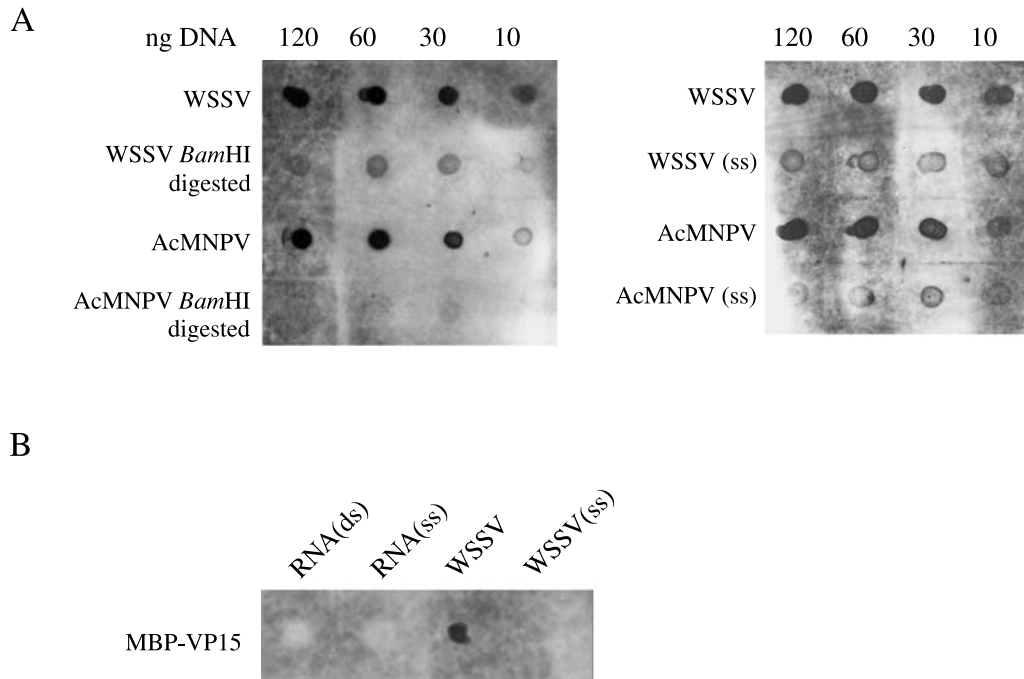 A
ng DNA 120 60 30 10
WSSV
WSSV BamHI
digested
AcMNPV
AcMNPV BamHI
digested
120 60 30 10
WSSV
WSSV (ss)
AcMNPV
AcMNPV (ss)
B
RNA(ds) RNA(ss) WSSV WSSV(ss)
MBP-VP15